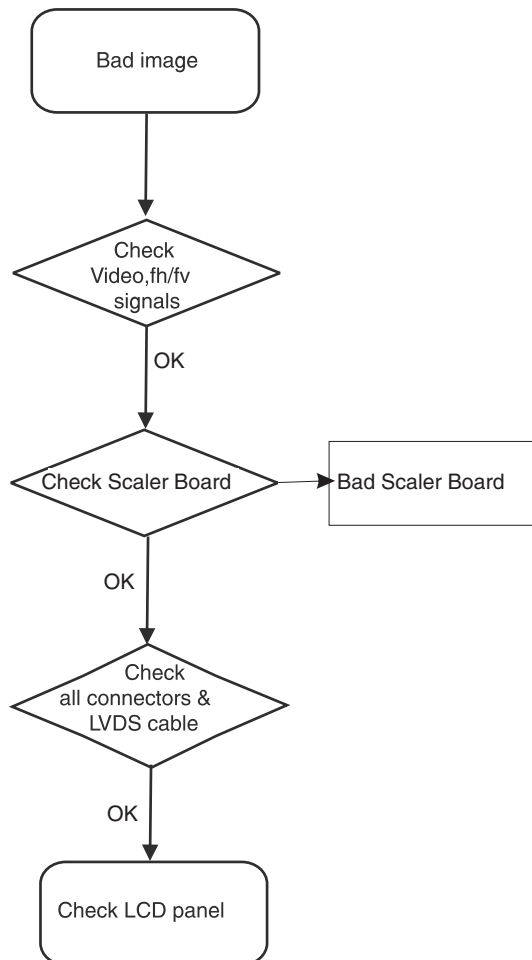 Bad image
Check
Video,fh/fv
signals
OK
Check Scaler Board
Bad Scaler Board
OK
Check
all connectors &
LVDS cable
OK
Check LCD panel